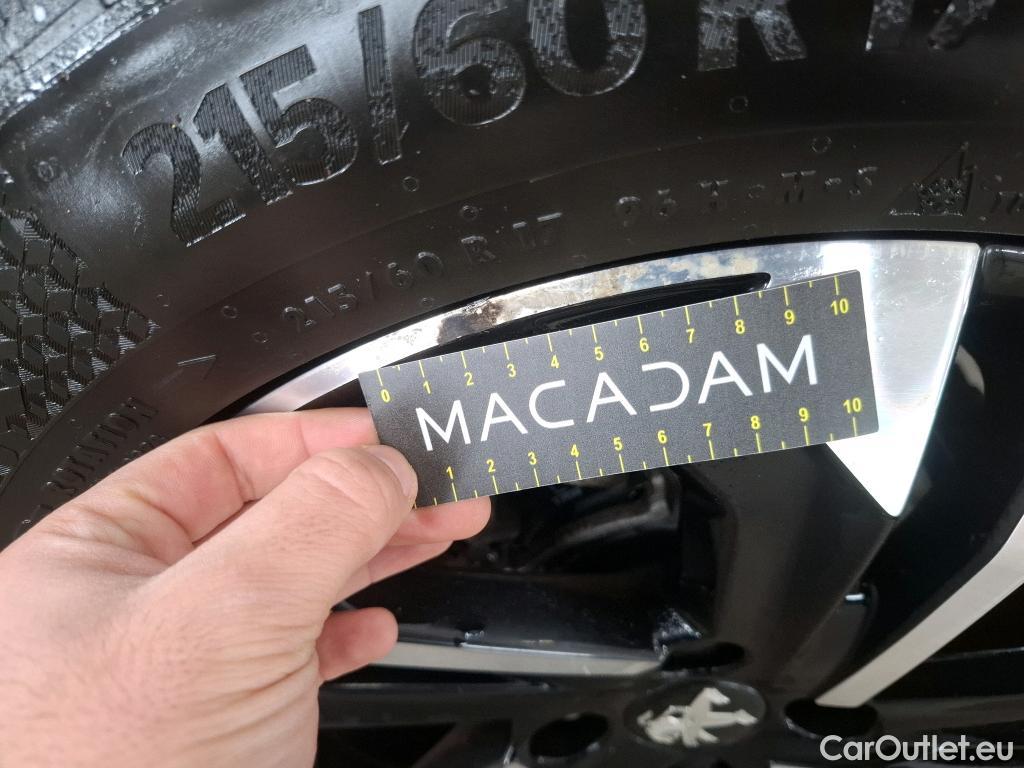 215/60 R 17
215/60 R 17 96 H M+S
0 1 2 3 4 5 6 7 8 9 10
MACADAM
1 2 3 4 5 6 7 8 9 10
CarOutlet.eu